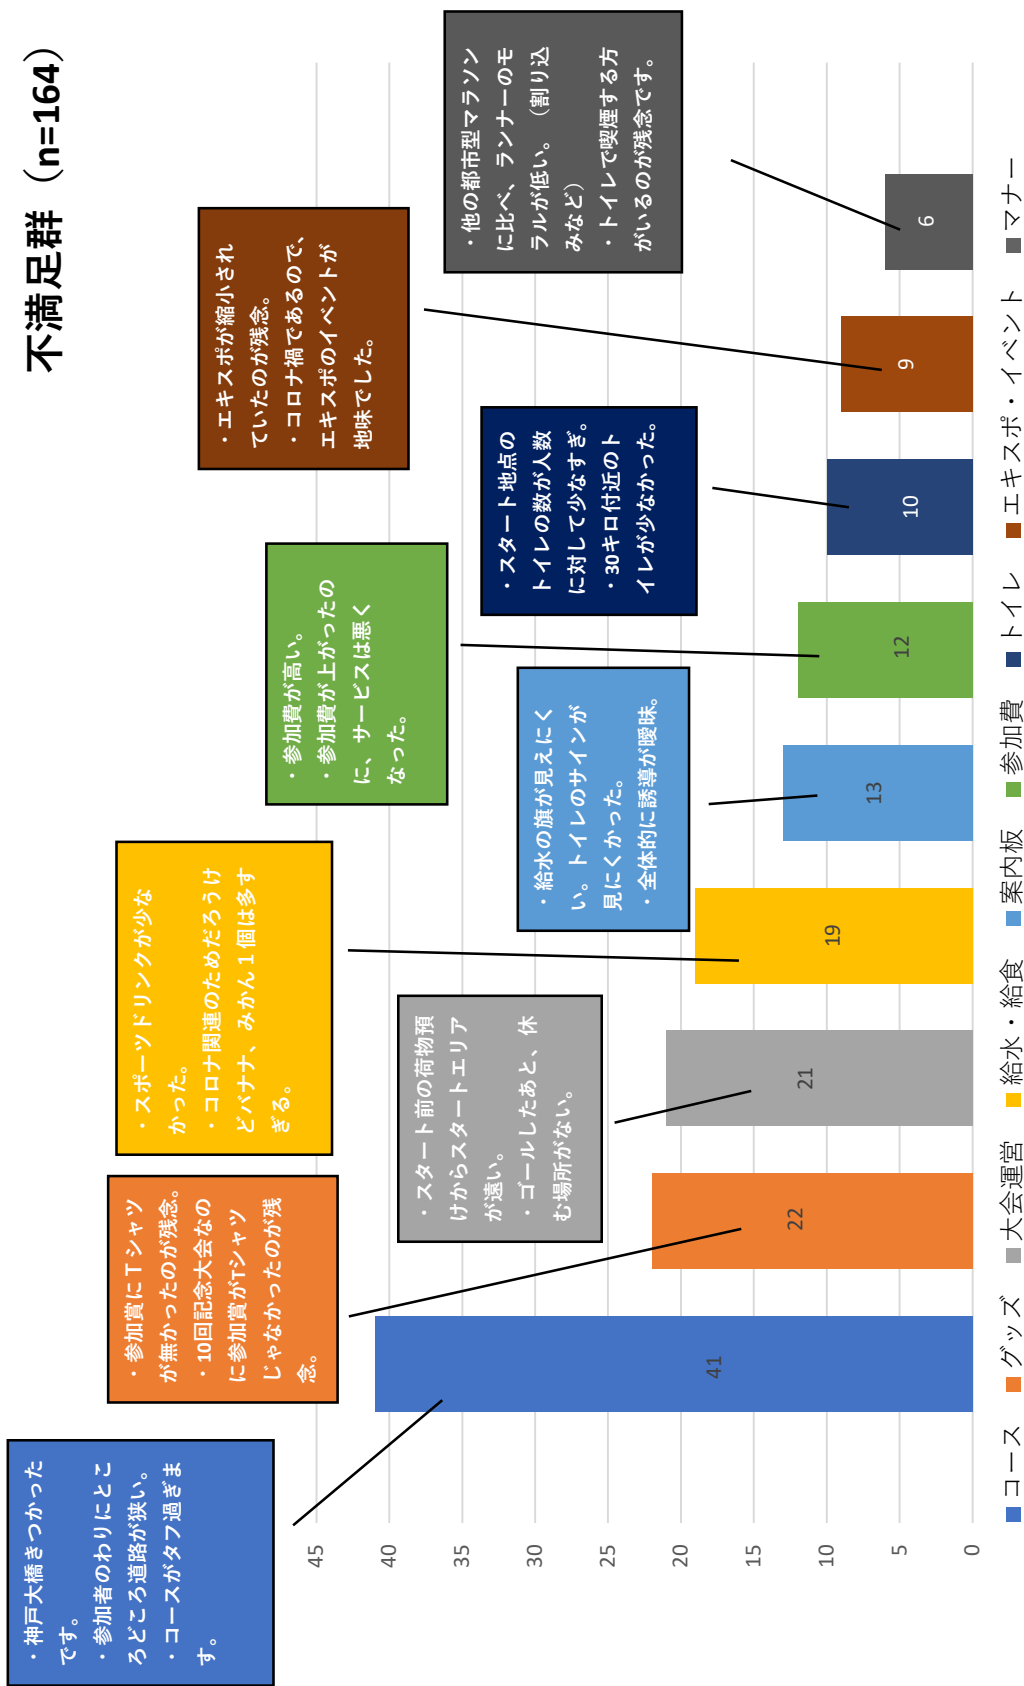 不満足群（n=164）
・神戸大橋きつかった
です。
・参加者のわりにとこ
ろどころ道路が狭い。
・コースがタフ過ぎま
す。
・参加賞にＴシャツ
が無かったのが残念。
・10回記念大会なの
に参加賞がTシャツ
じゃなかったのが残
念。
・スポーツドリンクが少な
かった。
・コロナ関連のためだろうけ
どバナナ、みかん１個は多す
ぎる。
・スタート前の荷物預
けからスタートエリア
が遠い。
・ゴールしたあと、休
む場所がない。
・給水の旗が見えにく
い。トイレのサインが
見にくかった。
・全体的に誘導が曖昧。
・参加費が高い。
・参加費が上がったの
に、サービスは悪く
なった。
・スタート地点の
トイレの数が人数
に対して少なすぎ。
・30キロ付近のト
イレが少なかった。
・エキスポが縮小され
ていたのが残念。
・コロナ禍であるので、
エキスポのイベントが
地味でした。
・他の都市型マラソン
に比べ、ランナーのモ
ラルが低い。（割り込
みなど）
・トイレで喫煙する方
がいるのが残念です。
45
40
35
30
25
20
15
10
5
0
41
22
21
19
13
12
10
9
6
コース
グッズ
大会運営
給水・給食
案内板
参加費
トイレ
エキスポ・イベント
マナー